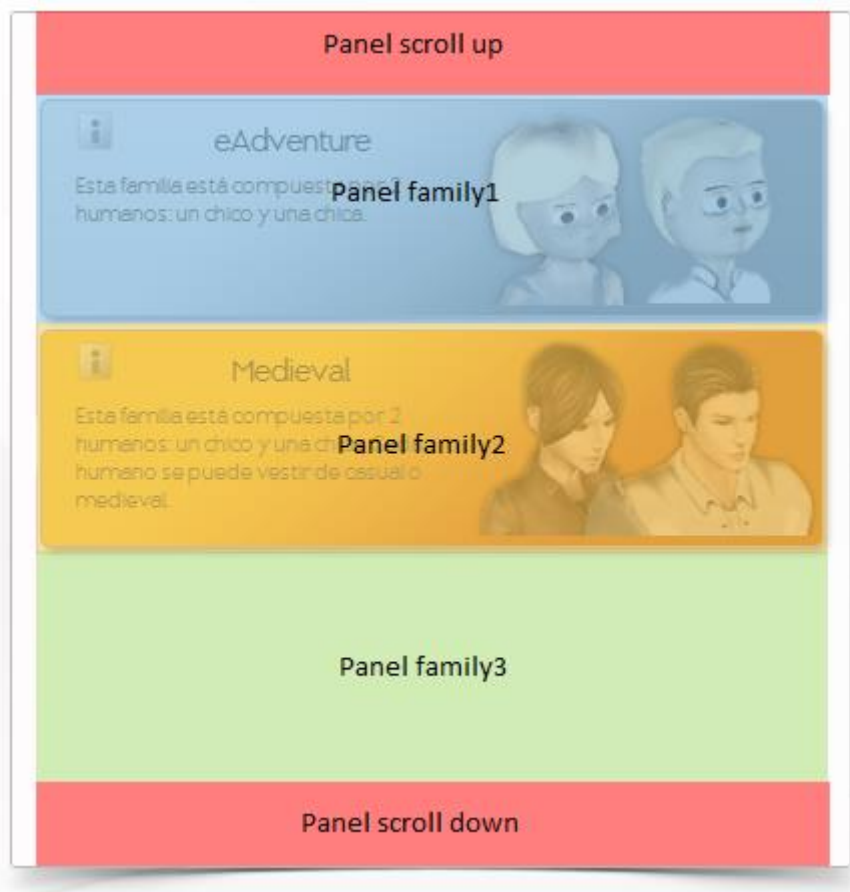 Panel scroll up
eAdventure
Esta familia está compuesta por 2
Panel family1
humanos: un chico y una chica.
Medieval
Esta familia está compuesta por 2
humanos: un chico y una
Panel family2
humano se puede vestir de casual o
medieval.
Panel family3
Panel scroll down